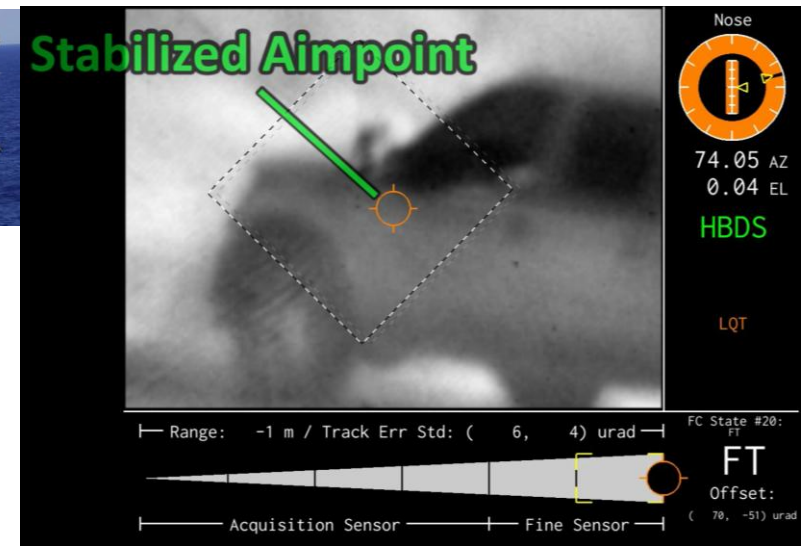 Stabilized Aimpoint
Nose
74.05 AZ
0.04 EL
HBDS
LQT
Range: -1 m / Track Err Std: ( 6, 4) urad
FC State #20:
FT
FT
Offset:
( 70, -51) urad
Acquisition Sensor
Fine Sensor